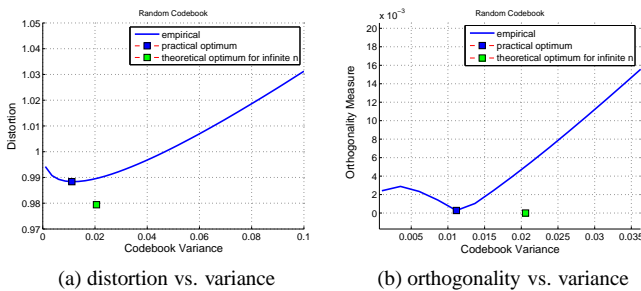 Random Codebook
1.05
1.04
1.03
1.02
1.01
1
0.99
0.98
0.97
Distortion
empirical
practical optimum
theoretical optimum for infinite n
0
0.02
0.04
0.06
0.08
0.1
Codebook Variance
(a) distortion vs. variance
Random Codebook
x 10⁻³
20
18
16
14
12
10
8
6
4
2
0
Orthogonality Measure
empirical
practical optimum
theoretical optimum for infinite n
0.005
0.01
0.015
0.02
0.025
0.03
0.035
Codebook Variance
(b) orthogonality vs. variance